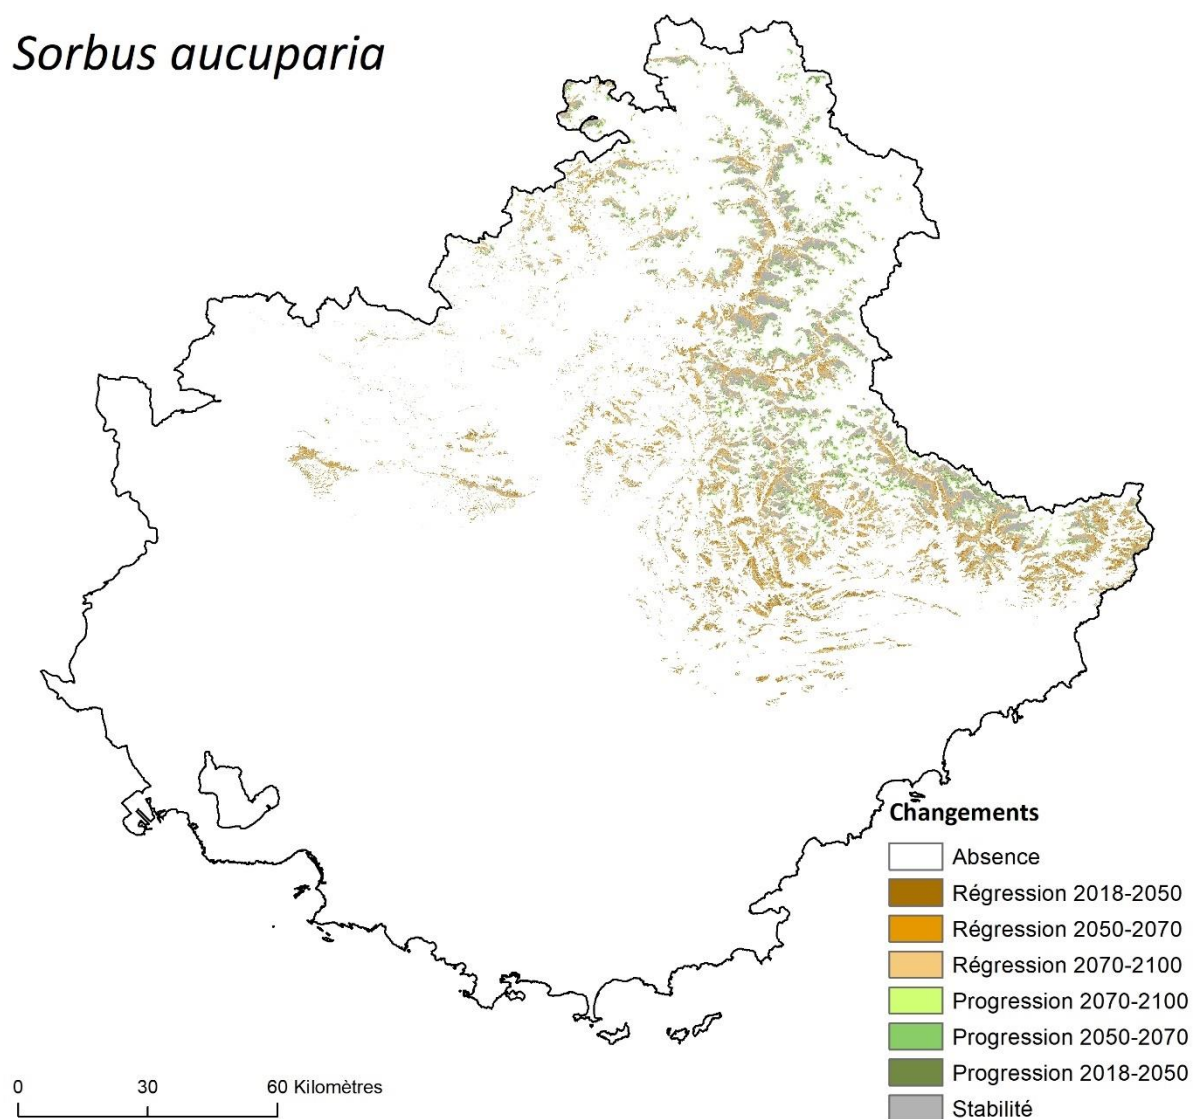 Sorbus aucuparia
Changements
Absence
Régression 2018-2050
Régression 2050-2070
Régression 2070-2100
Progression 2070-2100
Progression 2050-2070
Progression 2018-2050
Stabilité
0 30 60 Kilomètres